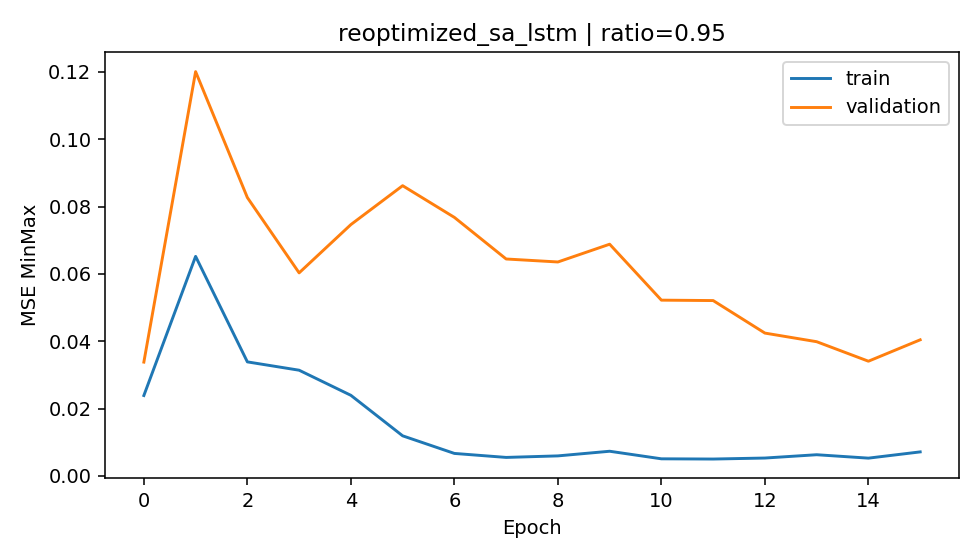 reoptimized_sa_lstm | ratio=0.95
train
validation
MSE MinMax
0.12
0.10
0.08
0.06
0.04
0.02
0.00
0 2 4 6 8 10 12 14
Epoch